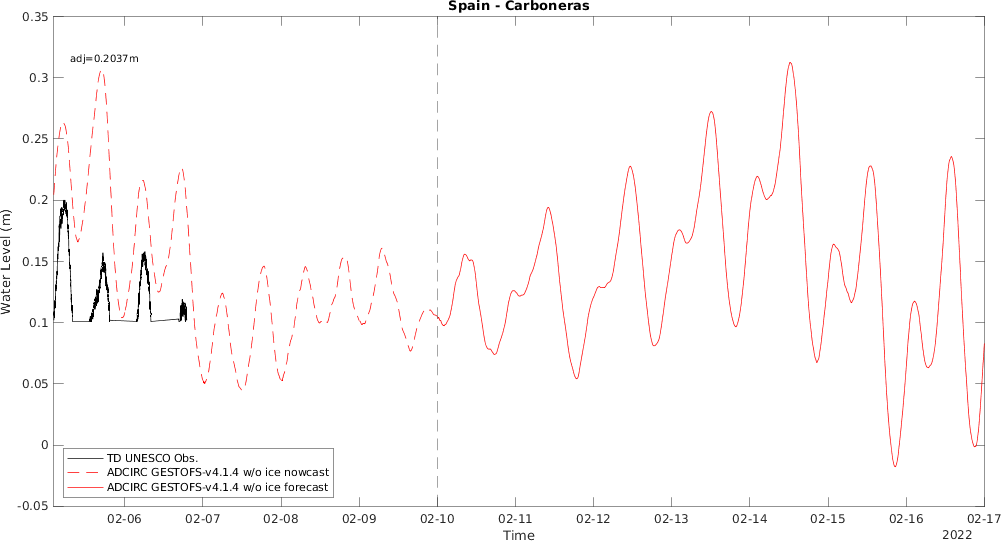 Spain - Carboneras
0.35
adj=0.2037m
0.3
0.25
0.2
0.15
0.1
0.05
0
-0.05
Water Level (m)
TD UNESCO Obs.
ADCIRC GESTOFS-v4.1.4 w/o ice nowcast
ADCIRC GESTOFS-v4.1.4 w/o ice forecast
02-06 02-07 02-08 02-09 02-10 02-11 02-12 02-13 02-14 02-15 02-16 02-17
Time
2022